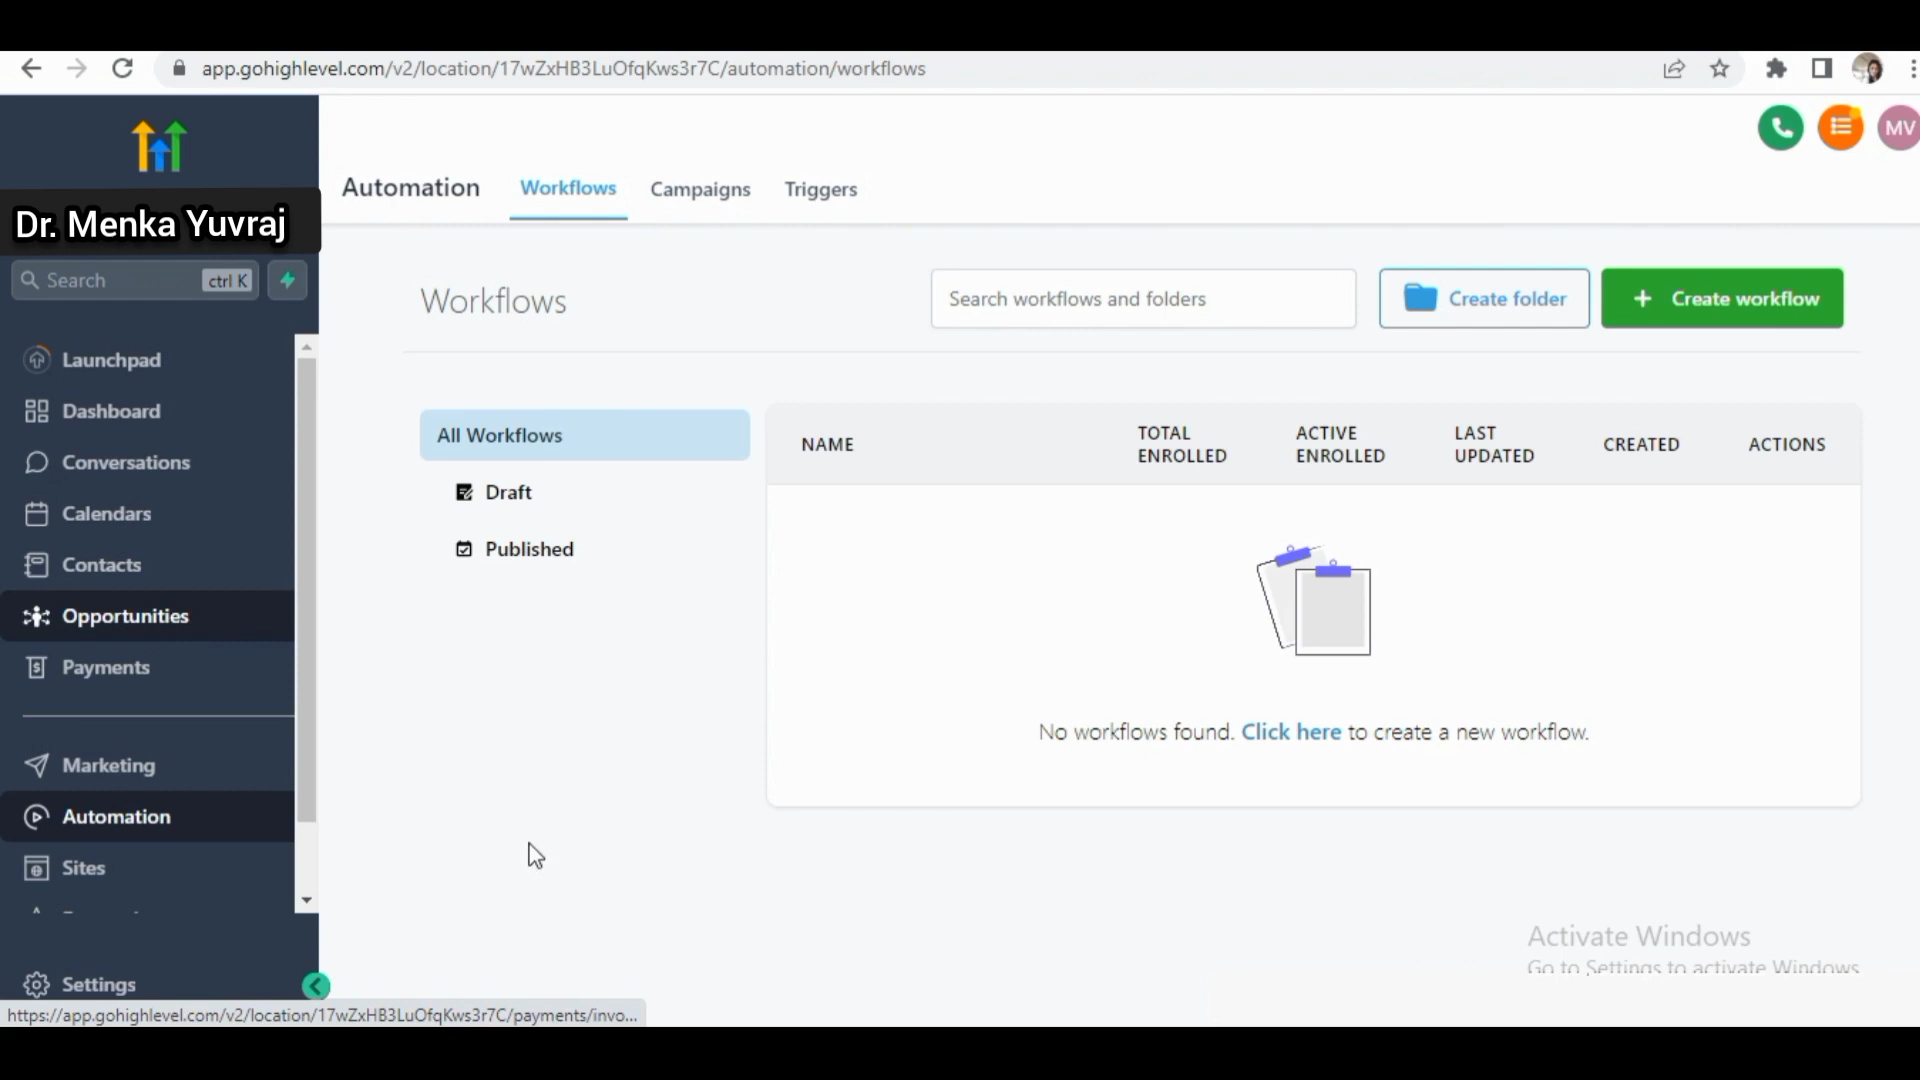 app.gohighlevel.com/v2/location/17wZxHB3LuOfqKws3r7C/automation/workflows
MV
Automation
Workflows
Campaigns
Triggers
Dr. Menka Yuvraj
Search
ctrl K
Launchpad
Dashboard
Conversations
Calendars
Contacts
Opportunities
Payments
Marketing
Automation
Sites
Settings
Workflows
Search workflows and folders
Create folder
+ Create workflow
All Workflows
Draft
Published
NAME
TOTAL ENROLLED
ACTIVE ENROLLED
LAST UPDATED
CREATED
ACTIONS
No workflows found. Click here to create a new workflow.
Activate Windows
Go to Settings to activate Windows
https://app.gohighlevel.com/v2/location/17wZxHB3LuOfqKws3r7C/payments/invo...